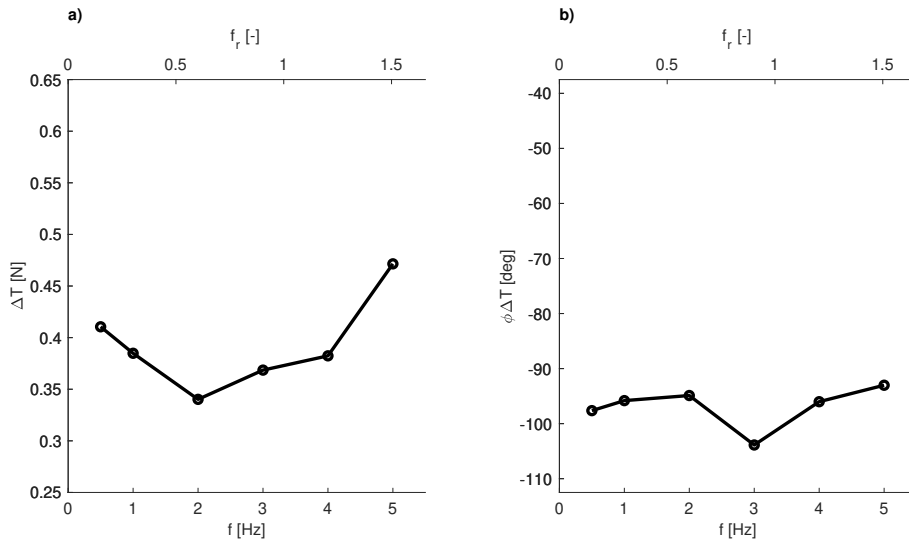 a)
f_r [-]
0 0.5 1 1.5
0.65
0.6
0.55
0.5
0.45
0.4
0.35
0.3
0.25
ΔT [N]
0 1 2 3 4 5
f [Hz]
b)
f_r [-]
0 0.5 1 1.5
-40
-50
-60
-70
-80
-90
-100
-110
ϕΔT [deg]
0 1 2 3 4 5
f [Hz]